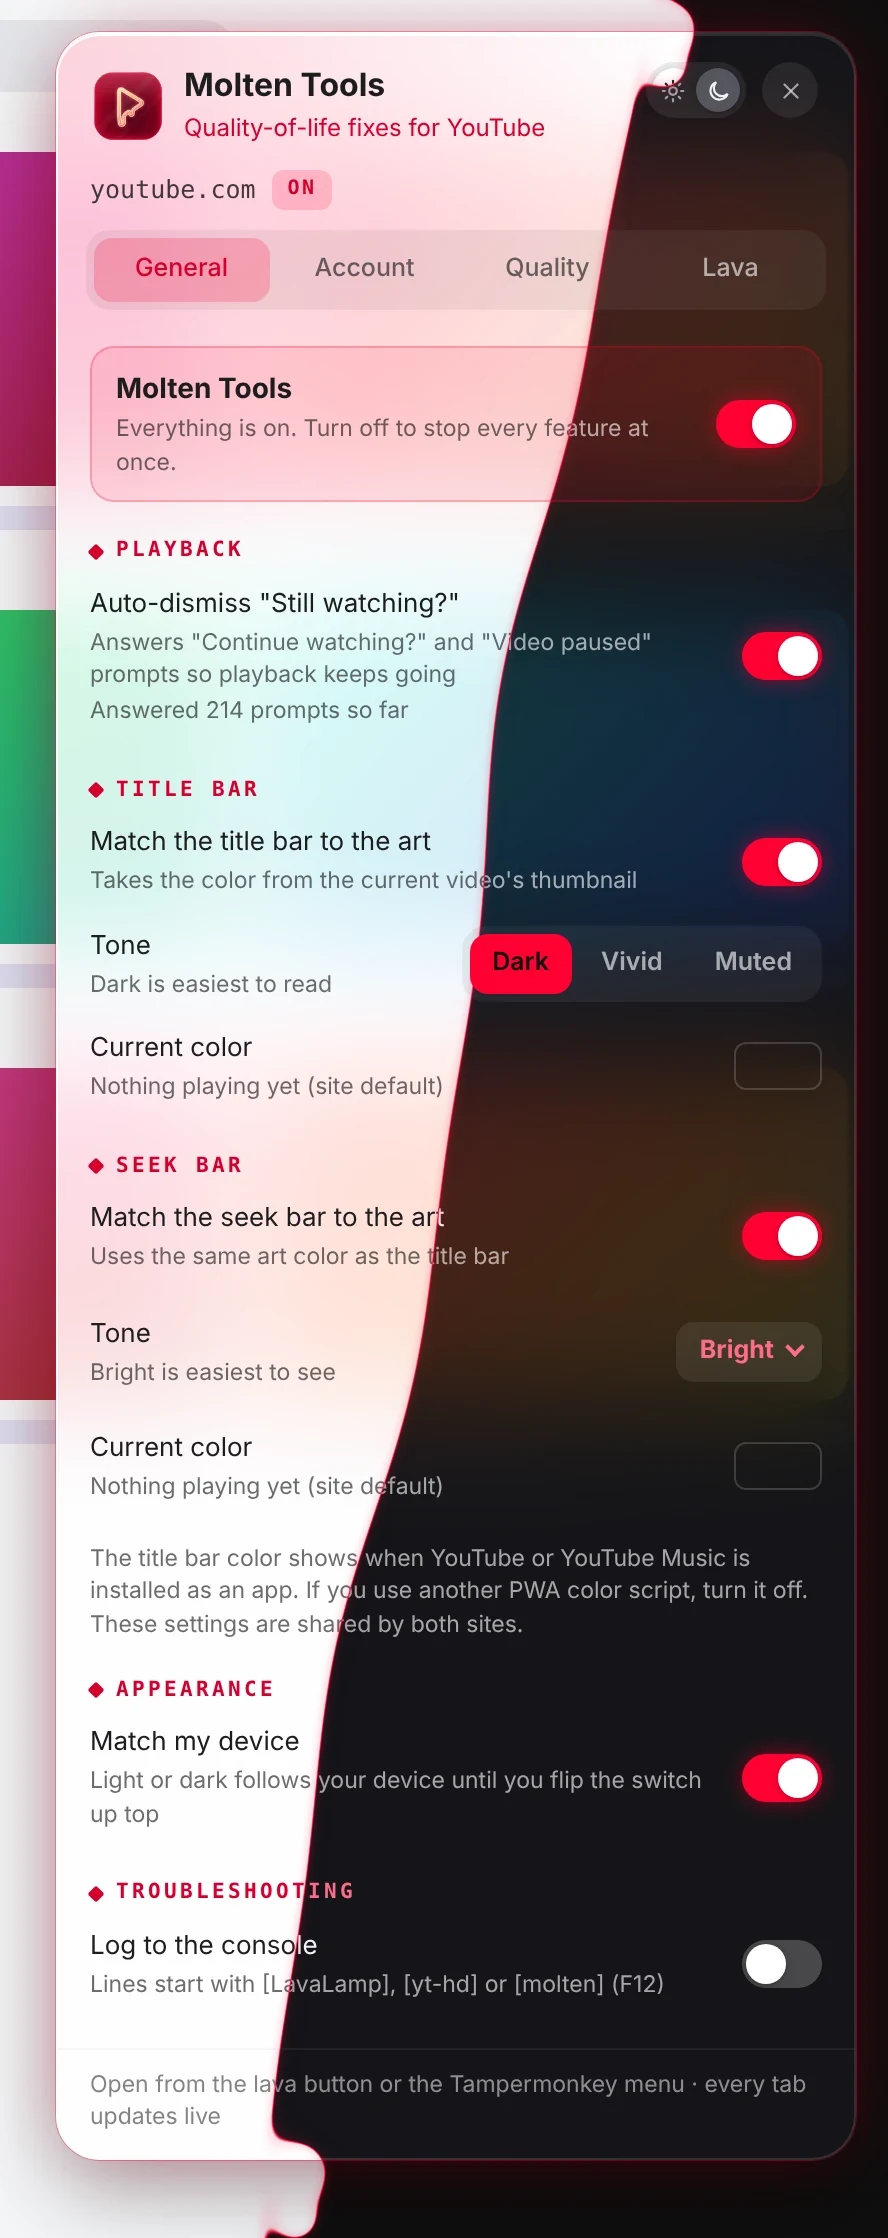 Molten Tools
Quality-of-life fixes for YouTube
youtube.com ON
General Account Quality Lava
Molten Tools
Everything is on. Turn off to stop every feature at
once.
PLAYBACK
Auto-dismiss "Still watching?"
Answers "Continue watching?" and "Video paused"
prompts so playback keeps going
Answered 214 prompts so far
TITLE BAR
Match the title bar to the art
Takes the color from the current video's thumbnail
Tone
Dark is easiest to read
Dark Vivid Muted
Current color
Nothing playing yet (site default)
SEEK BAR
Match the seek bar to the art
Uses the same art color as the title bar
Tone
Bright is easiest to see
Bright
Current color
Nothing playing yet (site default)
The title bar color shows when YouTube or YouTube Music is
installed as an app. If you use another PWA color script, turn it off.
These settings are shared by both sites.
APPEARANCE
Match my device
Light or dark follows your device until you flip the switch
up top
TROUBLESHOOTING
Log to the console
Lines start with [LavaLamp], [yt-hd] or [molten] (F12)
Open from the lava button or the Tampermonkey menu · every tab
updates live